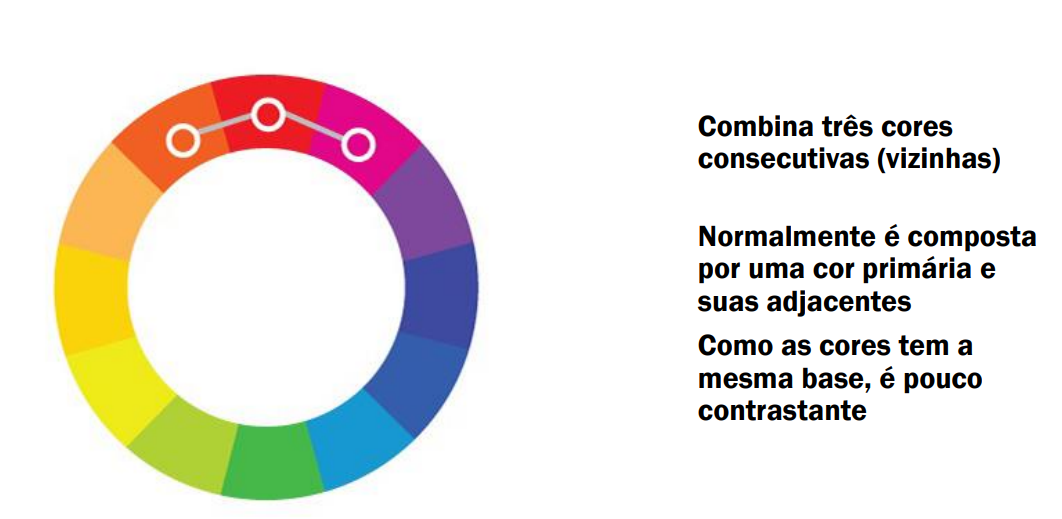 Combina três cores
consecutivas (vizinhas)
Normalmente é composta
por uma cor primária e
suas adjacentes
Como as cores tem a
mesma base, é pouco
contrastante